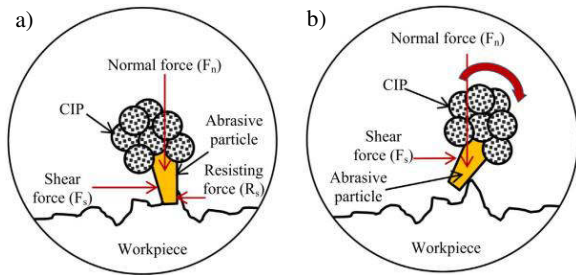 a)
Normal force (Fn)
CIP
Abrasive
particle
Resisting
force (Rs)
Shear
force (Fs)
Workpiece
b)
Normal force (Fn)
CIP
Shear
force (Fs)
Abrasive
particle
Workpiece